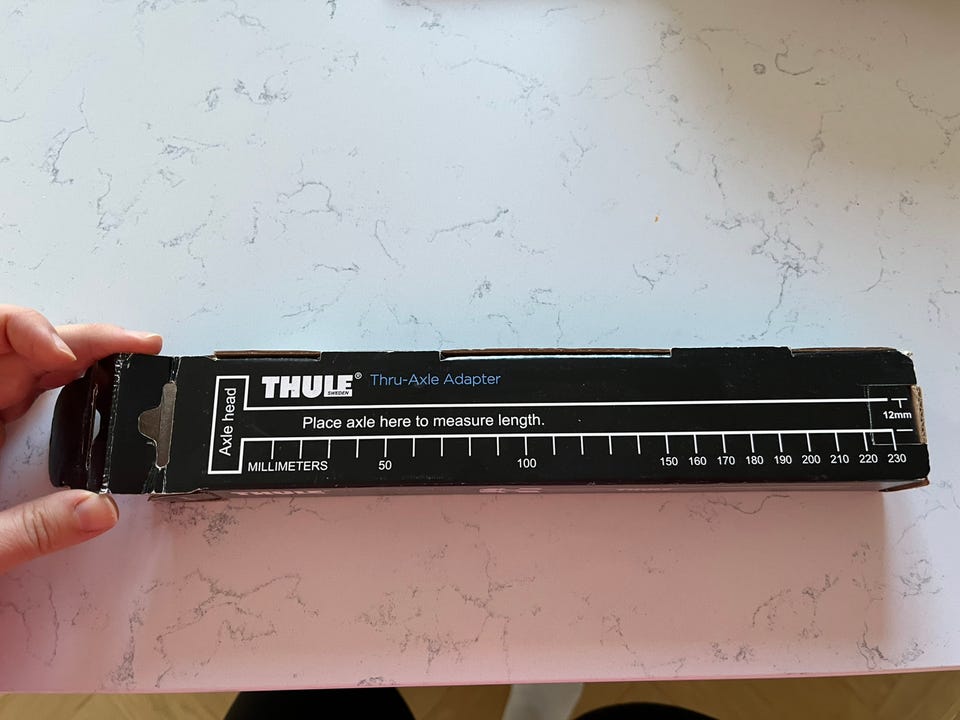 THULE® Thru-Axle Adapter
SWEDEN
Axle head
Place axle here to measure length.
12mm
MILLIMETERS 50 100 150 160 170 180 190 200 210 220 230
THULE